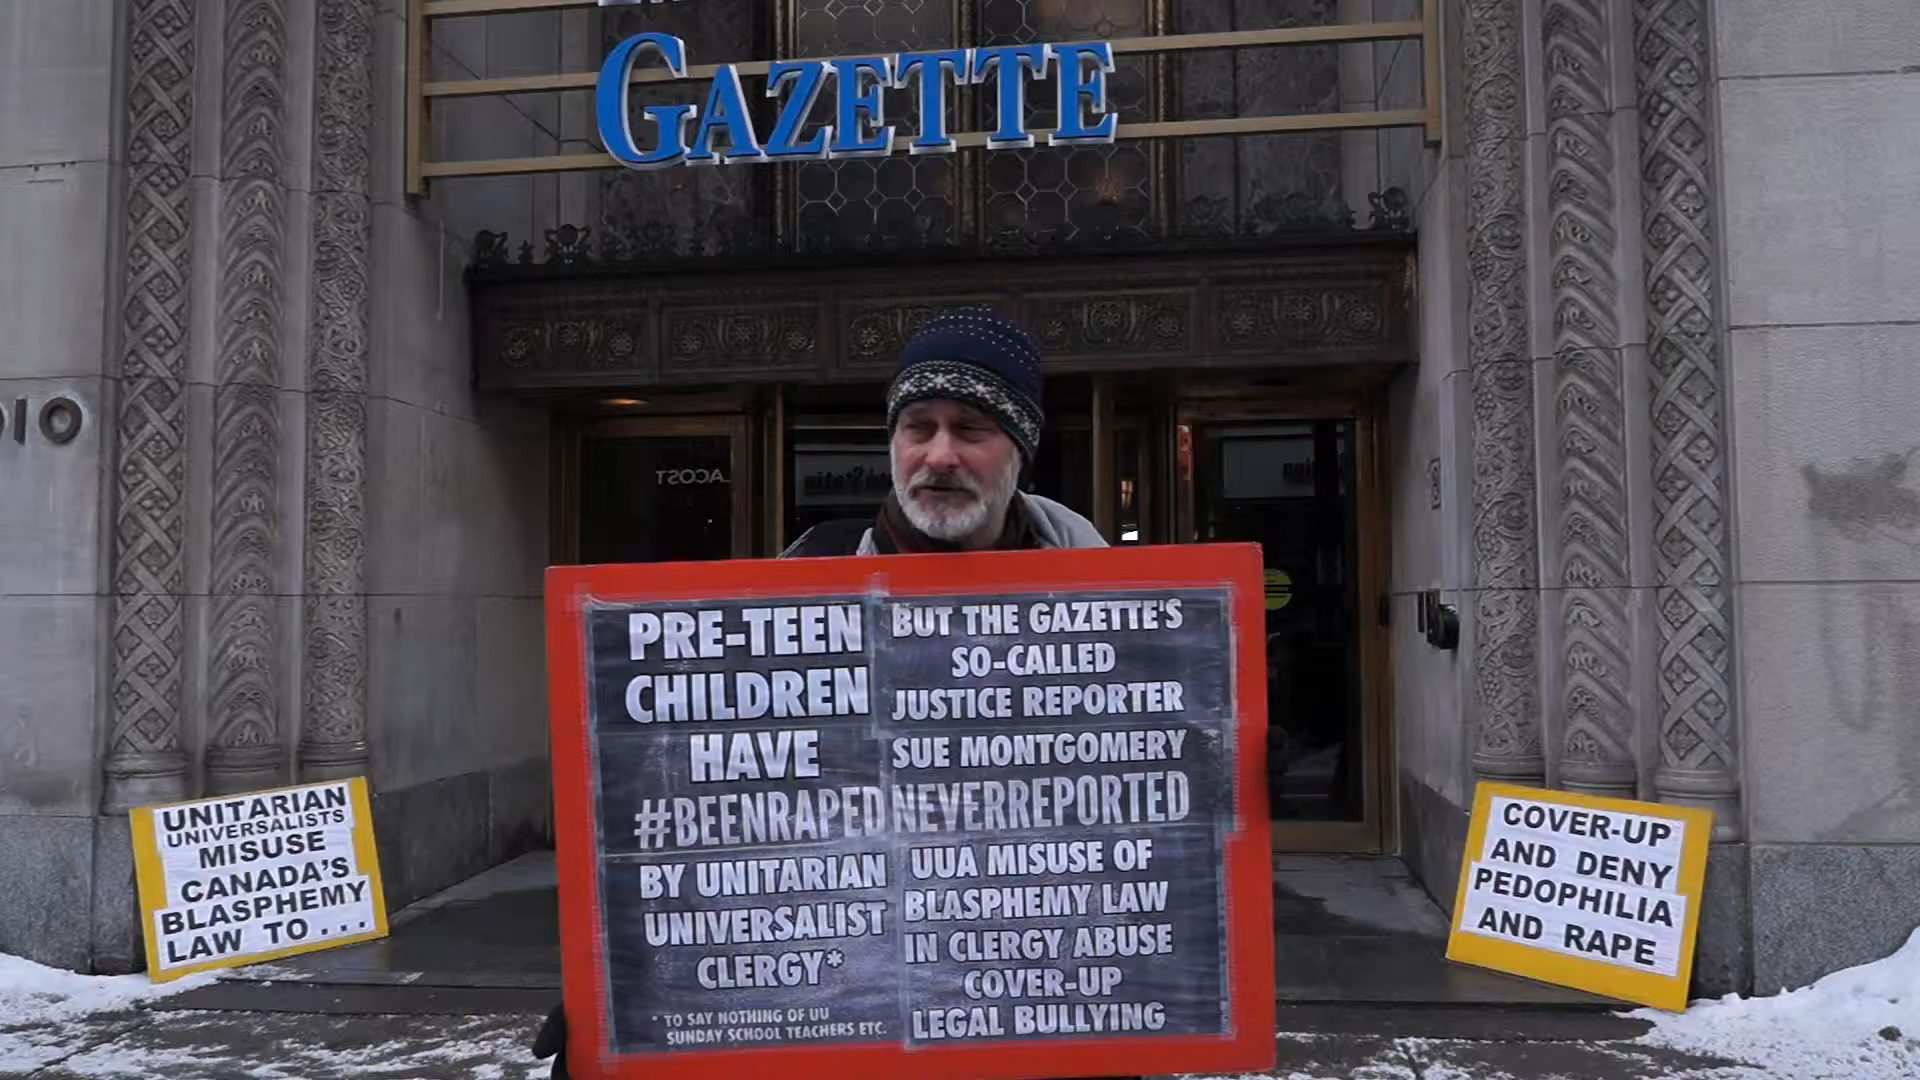 GAZETTE
010
LACOST
PRE-TEEN
CHILDREN
HAVE
#BEENRAPED
BY UNITARIAN
UNIVERSALIST
CLERGY*
* TO SAY NOTHING OF UU
SUNDAY SCHOOL TEACHERS ETC.
BUT THE GAZETTE'S
SO-CALLED
JUSTICE REPORTER
SUE MONTGOMERY
NEVERREPORTED
UUA MISUSE OF
BLASPHEMY LAW
IN CLERGY ABUSE
COVER-UP
LEGAL BULLYING
UNITARIAN
UNIVERSALISTS
MISUSE
CANADA'S
BLASPHEMY
LAW TO . . .
COVER-UP
AND DENY
PEDOPHILIA
AND RAPE